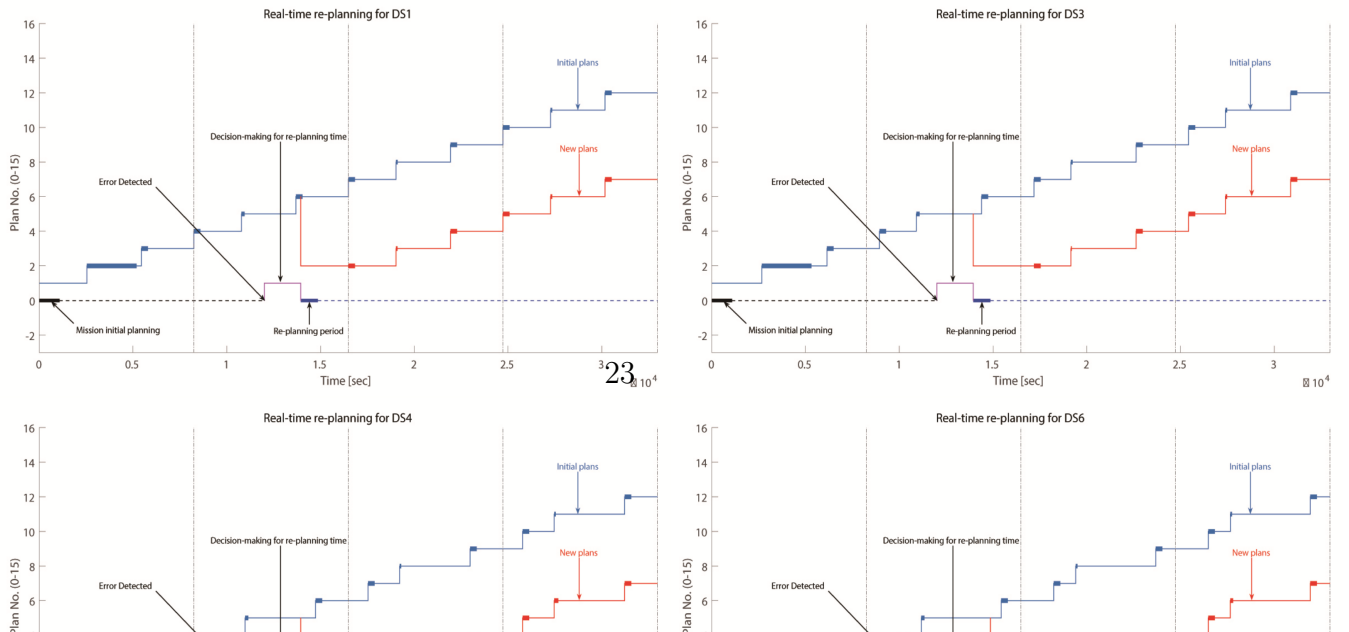 Real-time re-planning for DS1
16
14
12
10
8
6
4
2
0
-2
Plan No. (0-15)
Initial plans
Decision-making for re-planning time
New plans
Error Detected
Mission initial planning
Re-planning period
0 0.5 1 1.5 2 2.5 3
Time [sec]
10^4
Real-time re-planning for DS3
16
14
12
10
8
6
4
2
0
-2
Plan No. (0-15)
Initial plans
Decision-making for re-planning time
New plans
Error Detected
Mission initial planning
Re-planning period
0 0.5 1 1.5 2 2.5 3
Time [sec]
10^4
23
Real-time re-planning for DS4
16
14
12
10
8
6
Plan No. (0-15)
Initial plans
Decision-making for re-planning time
New plans
Error Detected
Real-time re-planning for DS6
16
14
12
10
8
6
Plan No. (0-15)
Initial plans
Decision-making for re-planning time
New plans
Error Detected